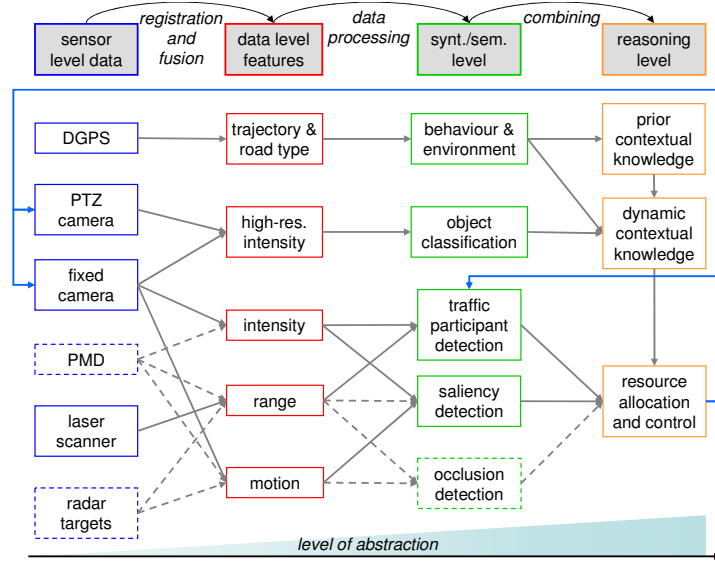 registration
and
fusion
data
processing
combining
sensor
level data
data level
features
synt./sem.
level
reasoning
level
DGPS
trajectory &
road type
behaviour &
environment
prior
contextual
knowledge
PTZ
camera
high-res.
intensity
object
classification
dynamic
contextual
knowledge
fixed
camera
intensity
traffic
participant
detection
PMD
range
saliency
detection
resource
allocation
and control
laser
scanner
motion
occlusion
detection
radar
targets
level of abstraction